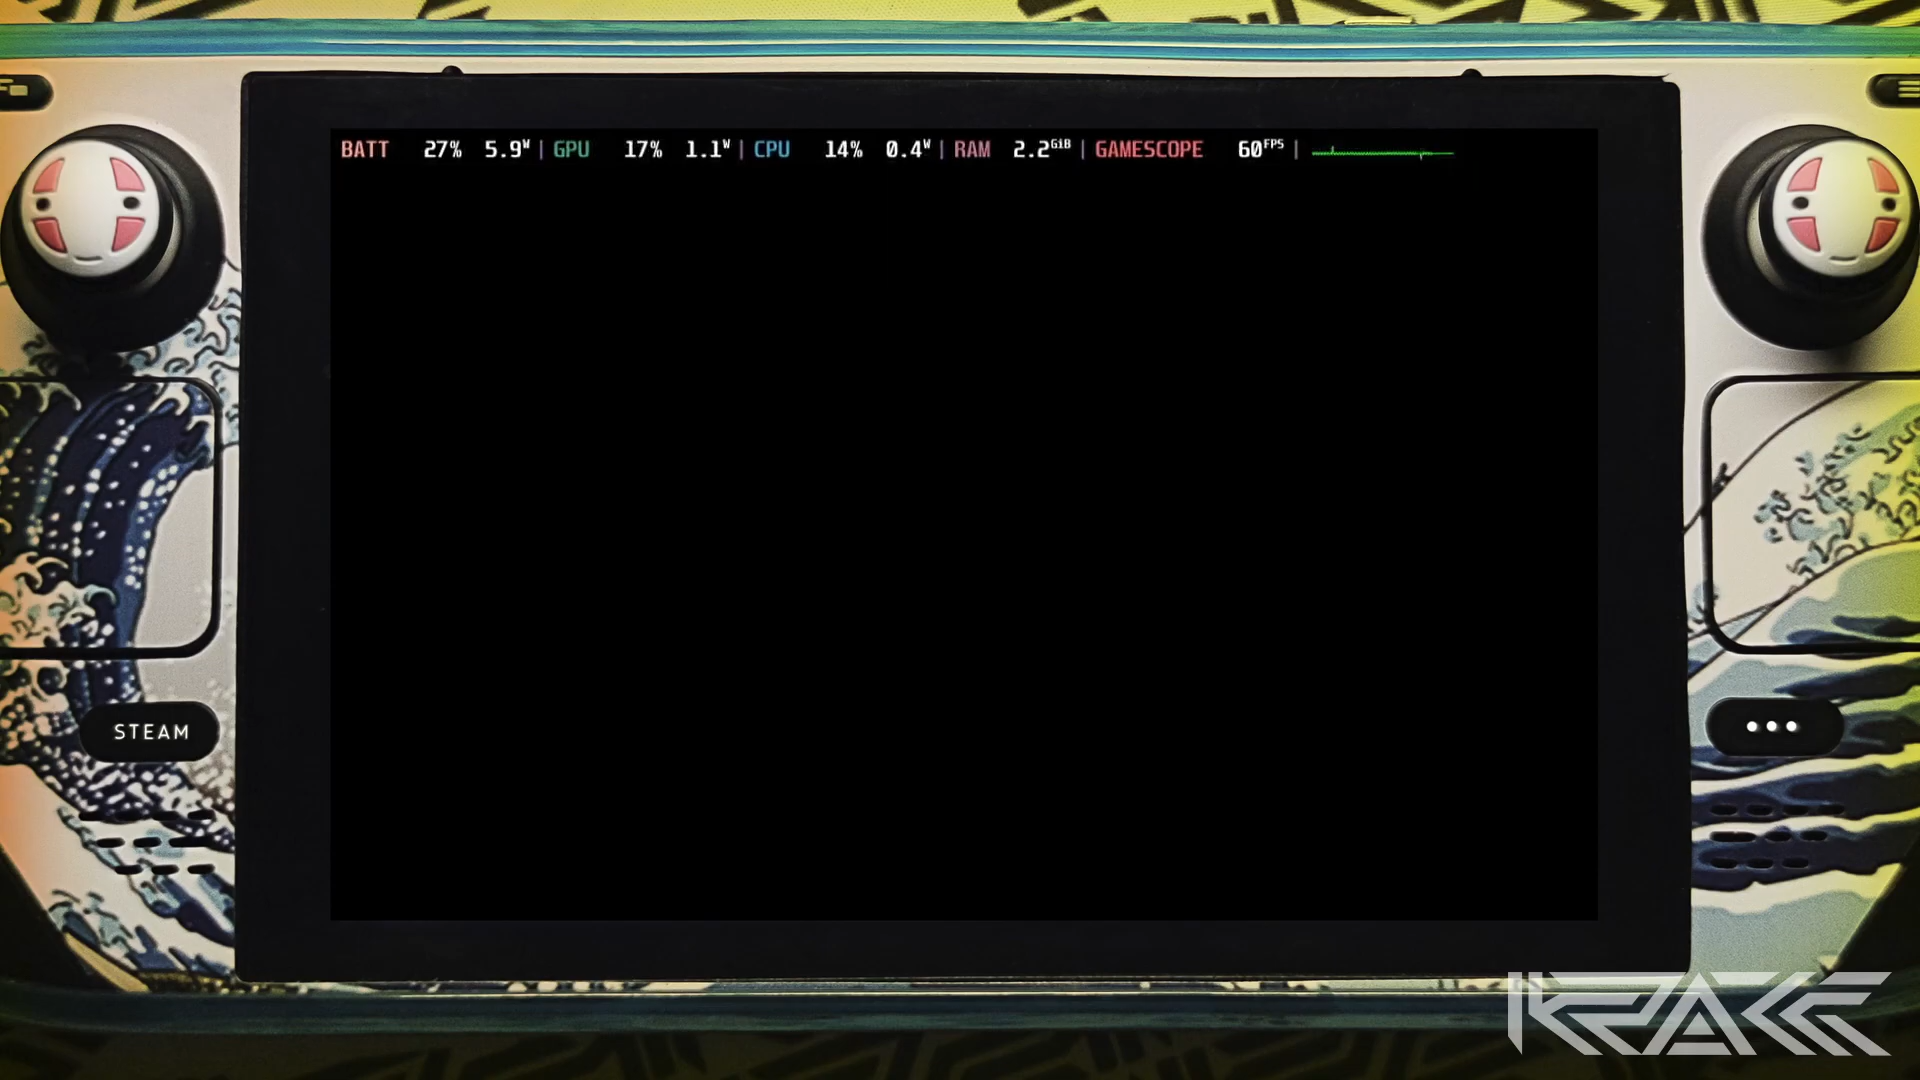 BATT 27% 5.9W | GPU 17% 1.1W | CPU 14% 0.4W | RAM 2.2GiB | GAMESCOPE 60FPS |
STEAM